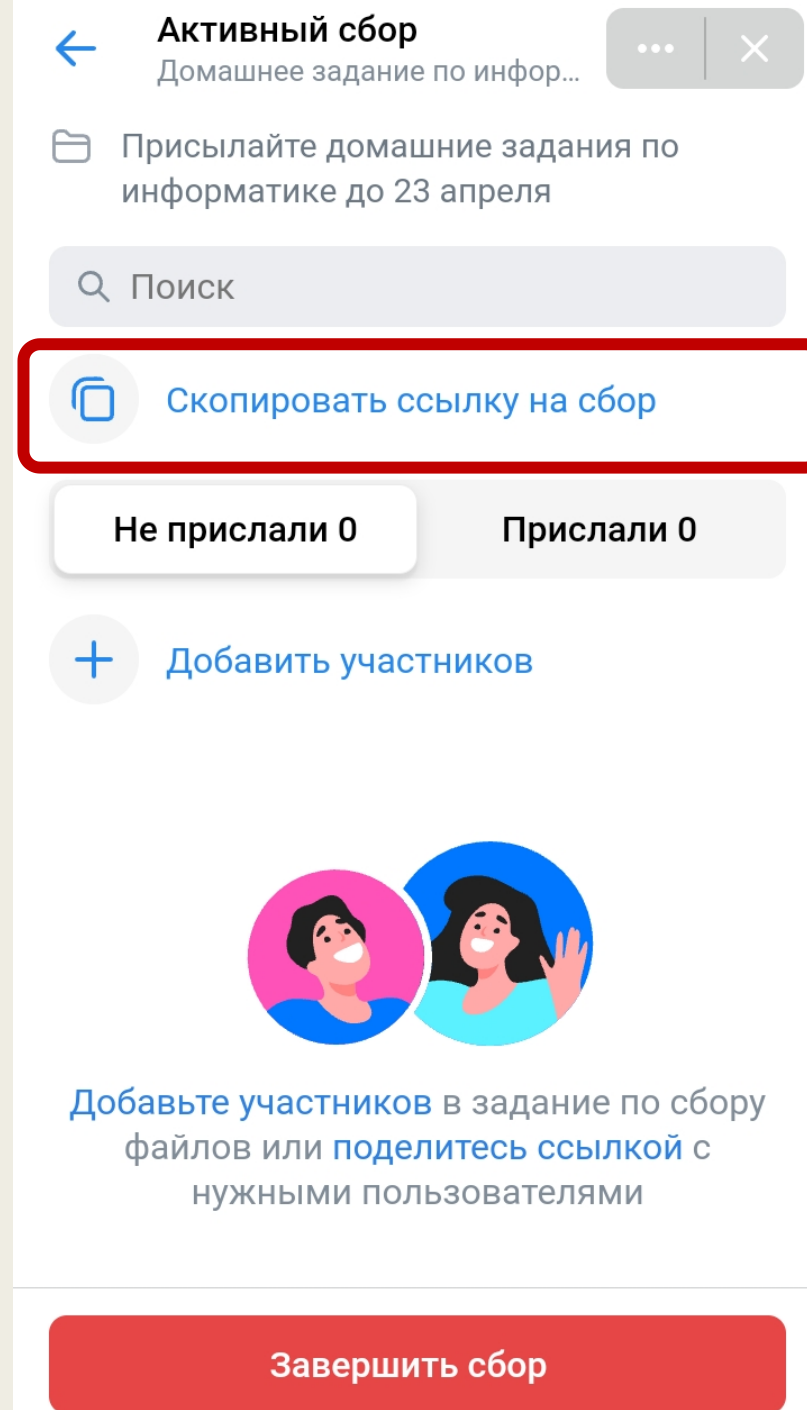 Активный сбор
Домашнее задание по инфор...
Присылайте домашние задания по
информатике до 23 апреля
Поиск
Скопировать ссылку на сбор
Не прислали 0
Прислали 0
Добавить участников
Добавьте участников в задание по сбору
файлов или поделитесь ссылкой с
нужными пользователями
Завершить сбор